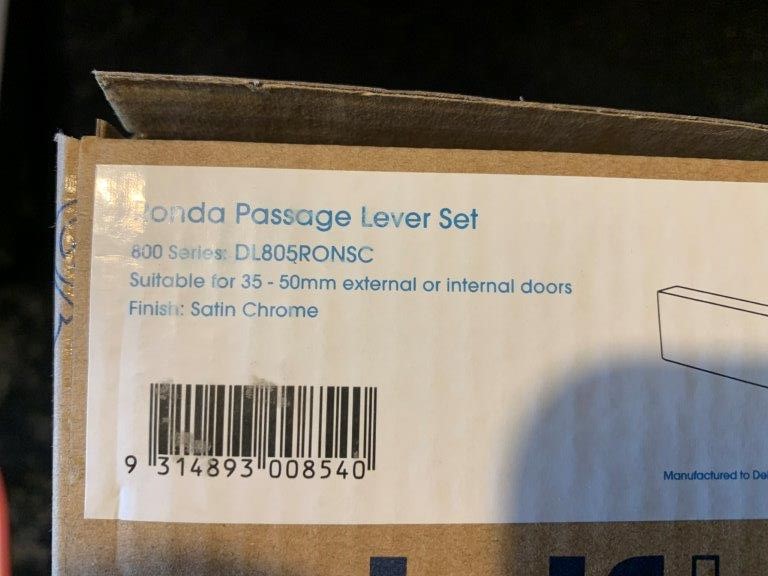 Ronda Passage Lever Set
800 Series: DL805RONSC
Suitable for 35 - 50mm external or internal doors
Finish: Satin Chrome
9 314893 008540
Manufactured to